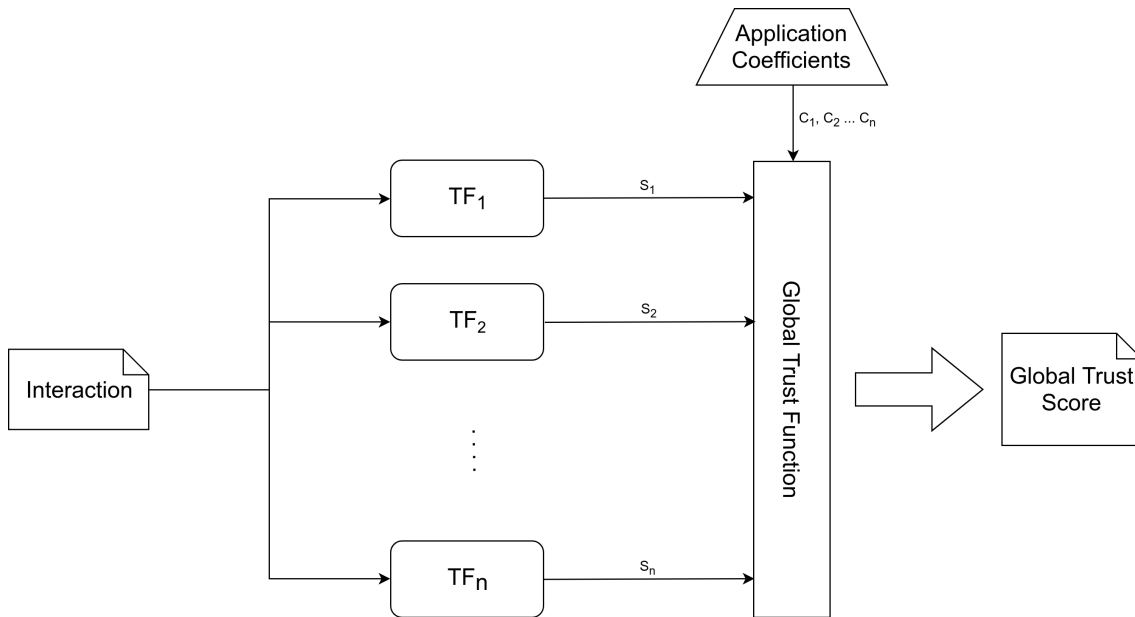 Application
Coefficients
C₁, C₂ ... Cₙ
TF₁
S₁
TF₂
S₂
Interaction
Global Trust Function
Global Trust
Score
TFₙ
Sₙ